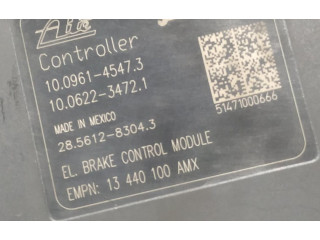 Ate
Controller
10.0961-4547.3
10.0622-3472.1
MADE IN MEXICO
28.5612-8304.3
51471000666
EL. BRAKE CONTROL MODULE
EMPN: 13 440 100 AMX